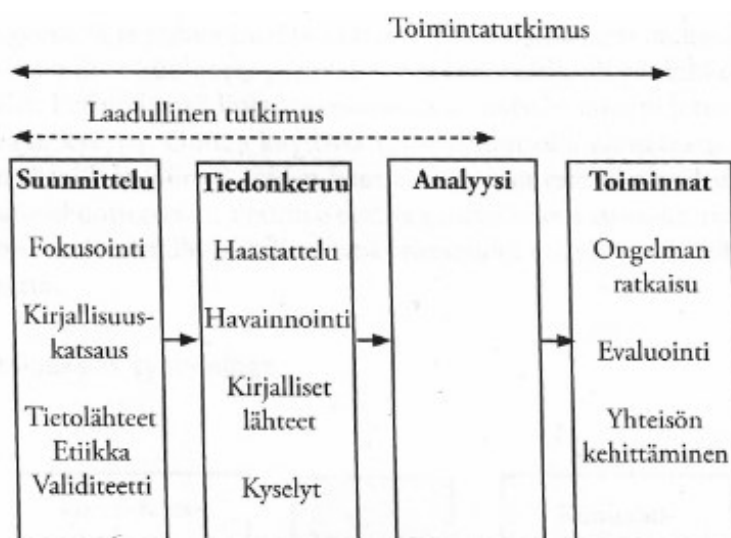 Toimintatutkimus
Laadullinen tutkimus
Suunnittelu
Fokusointi
Kirjallisuus-
katsaus
Tietolähteet
Etiikka
Validiteetti
Tiedonkeruu
Haastattelu
Havainnointi
Kirjalliset
lähteet
Kyselyt
Analyysi
Toiminnat
Ongelman
ratkaisu
Evaluointi
Yhteisön
kehittäminen